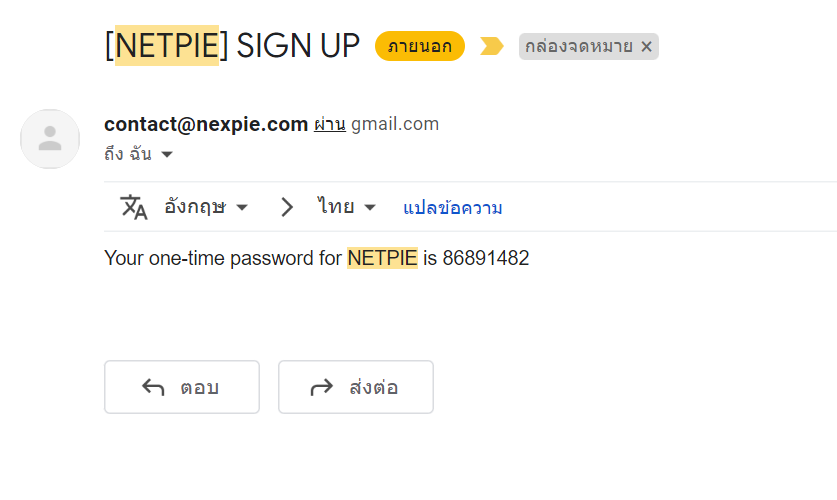 [NETPIE] SIGN UP ภายนอก กล่องจดหมาย ×
contact@nexpie.com ผ่าน gmail.com
ถึง ฉัน
อังกฤษ > ไทย แปลข้อความ
Your one-time password for NETPIE is 86891482
ตอบ ส่งต่อ